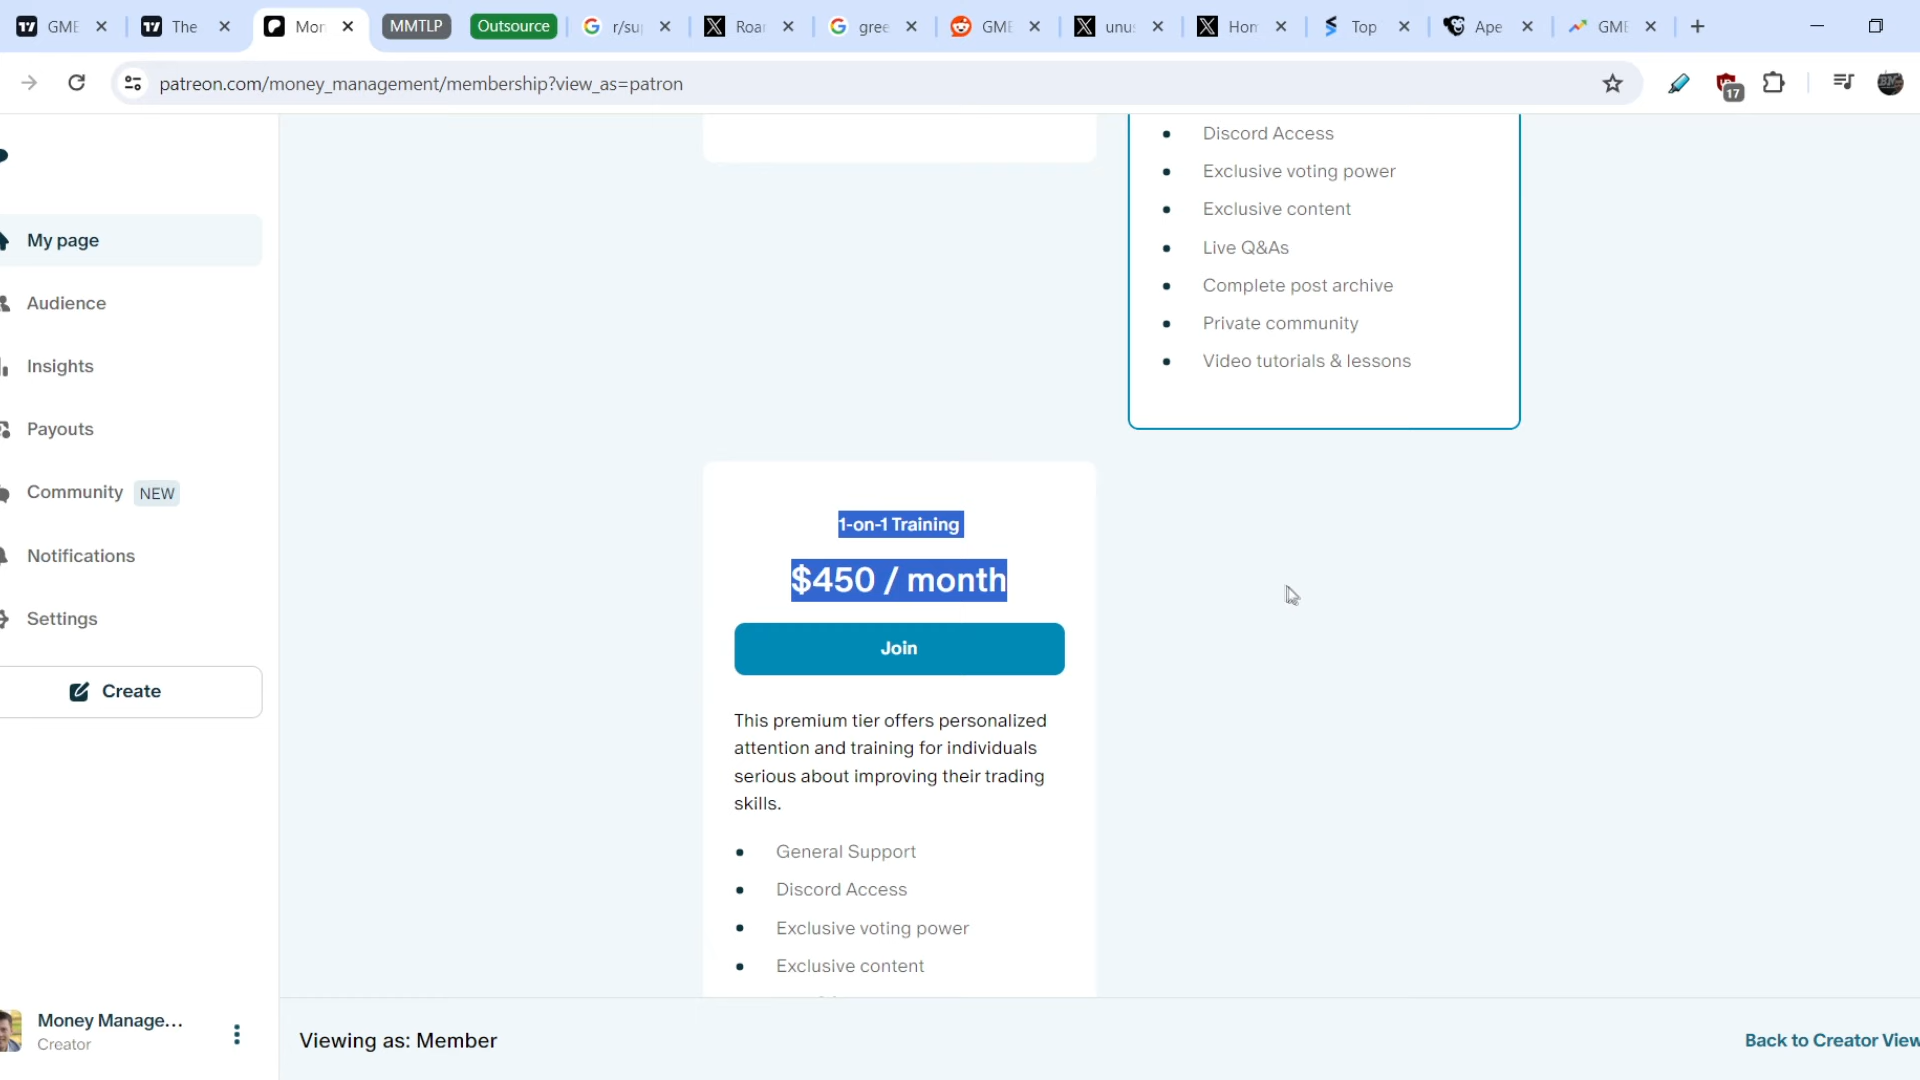 GME
The
Mon
MMTLP
Outsource
r/su
Roar
gree
GME
unus
Hom
Top
Ape
GME
patreon.com/money_management/membership?view_as=patron
17
My page
Audience
Insights
Payouts
Community NEW
Notifications
Settings
Create
Discord Access
Exclusive voting power
Exclusive content
Live Q&As
Complete post archive
Private community
Video tutorials & lessons
1-on-1 Training
$450 / month
Join
This premium tier offers personalized
attention and training for individuals
serious about improving their trading
skills.
General Support
Discord Access
Exclusive voting power
Exclusive content
Money Manage...
Creator
Viewing as: Member
Back to Creator View